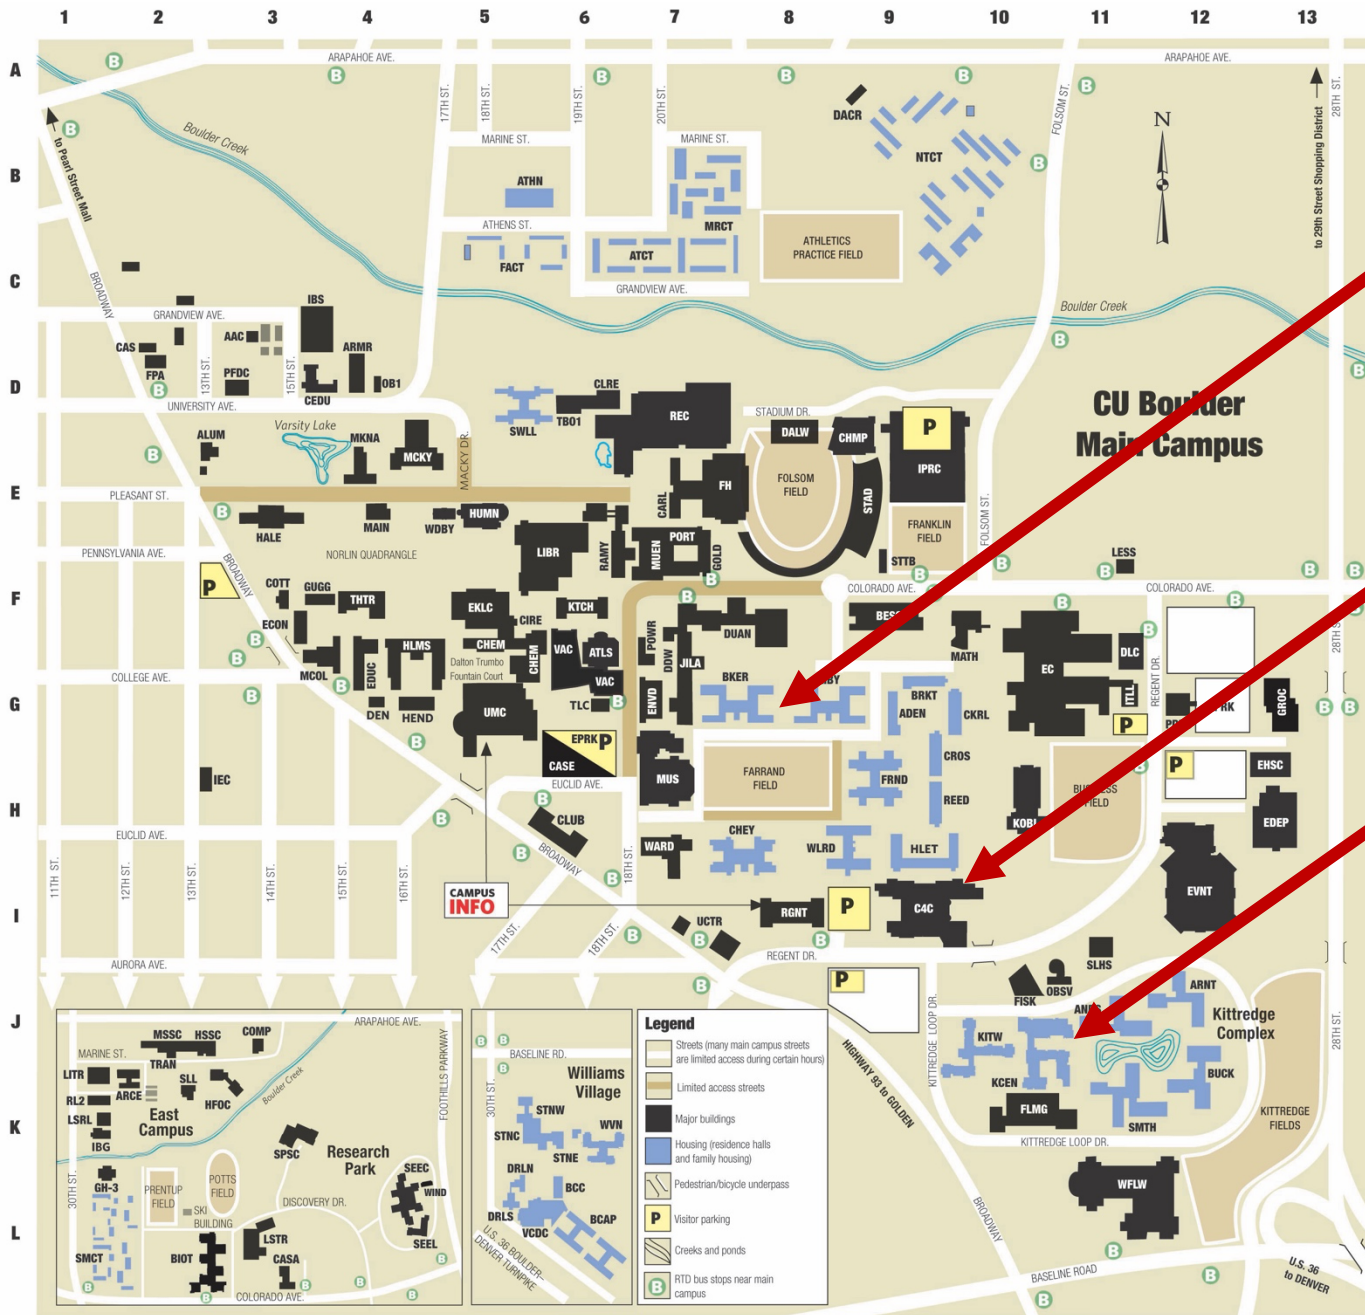 1 2 3 4 5 6 7 8 9 10 11 12 13
A
B
C
D
E
F
G
H
I
J
K
L
ARAPAHOE AVE.
ARAPAHOE AVE.
17TH ST.
18TH ST.
19TH ST.
20TH ST.
FOLSOM ST.
28TH ST.
to 29th Street Shopping District
to Pearl Street Mall
Boulder Creek
MARINE ST.
MARINE ST.
DACR
NTCT
N
ATHN
MRCT
ATHENS ST.
FACT
ATCT
ATHLETICS
PRACTICE FIELD
GRANDVIEW AVE.
Boulder Creek
BROADWAY
IBS
GRANDVIEW AVE.
AAC
ARMR
CAS
FPA
13TH ST.
PFDC
15TH ST.
CEDU
OB1
CLRE
SWLL
TB01
REC
UNIVERSITY AVE.
STADIUM DR.
CU Boulder
Main Campus
ALUM
Varsity Lake
MKNA
MCKY
MACKY DR.
DALW
CHMP
P
IPRC
PLEASANT ST.
CARL
FH
FOLSOM
FIELD
STAD
HALE
MAIN
WDBY
HUMN
NORLIN QUADRANGLE
LIBR
RAMY
MUEN
PORT
GOLD
FRANKLIN
FIELD
FOLSOM ST.
STTB
LESS
PENNSYLVANIA AVE.
BROADWAY
P
COTT
GUGG
THTR
EKLC
CIRE
KTCH
COLORADO AVE.
COLORADO AVE.
ECON
MCOL
EDUC
HLMS
CHEM
CHEM
VAC
ATLS
VAC
POWR
DDW
JILA
DUAN
MATH
EC
DLC
REGENT DR.
28TH ST.
Dalton Trumbo
Fountain Court
COLLEGE AVE.
DEN
HEND
UMC
TLC
ENVD
BKER
BRKT
ADEN
CKRL
ITLL
P
GROC
EPRK P
CASE
EUCLID AVE.
MUS
FARRAND
FIELD
FRND
CROS
REED
KOBL
BUSINESS
FIELD
P
EHSC
EDEP
IEC
EUCLID AVE.
CLUB
18TH ST.
WARD
CHEY
WLRD
HLET
11TH ST.
12TH ST.
13TH ST.
14TH ST.
15TH ST.
16TH ST.
BROADWAY
CAMPUS
INFO
RGNT
P
C4C
EVNT
17TH ST.
18TH ST.
UCTR
AURORA AVE.
REGENT DR.
SLHS
P
FISK
OBSV
ARNT
Kittredge
Complex
KITTREDGE LOOP DR.
KITW
KCEN
BUCK
FLMG
SMTH
KITTREDGE
FIELDS
28TH ST.
KITTREDGE LOOP DR.
HIGHWAY 93 to GOLDEN
BROADWAY
WFLW
BASELINE ROAD
U.S. 36
to DENVER
ARAPAHOE AVE.
MSSC
HSSC
COMP
MARINE ST.
TRAN
LITR
ARCE
SLL
HFOC
RL2
LSRL
IBG
East
Campus
Boulder Creek
FOOTHILLS PARKWAY
SPSC
Research
Park
30TH ST.
GH-3
PRENTUP
FIELD
POTTS
FIELD
SKI
BUILDING
DISCOVERY DR.
SEEC
WIND
SEEL
SMCT
BIOT
LSTR
CASA
COLORADO AVE.
BASELINE RD.
30TH ST.
Williams
Village
STNW
STNC
STNE
WVN
DRLN
BCC
DRLS
VCDC
BCAP
U.S. 36 BOULDER–
DENVER TURNPIKE
Legend
Streets (many main campus streets
are limited access during certain hours)
Limited access streets
Major buildings
Housing (residence halls
and family housing)
Pedestrian/bicycle underpass
P Visitor parking
Creeks and ponds
B RTD bus stops near main
campus